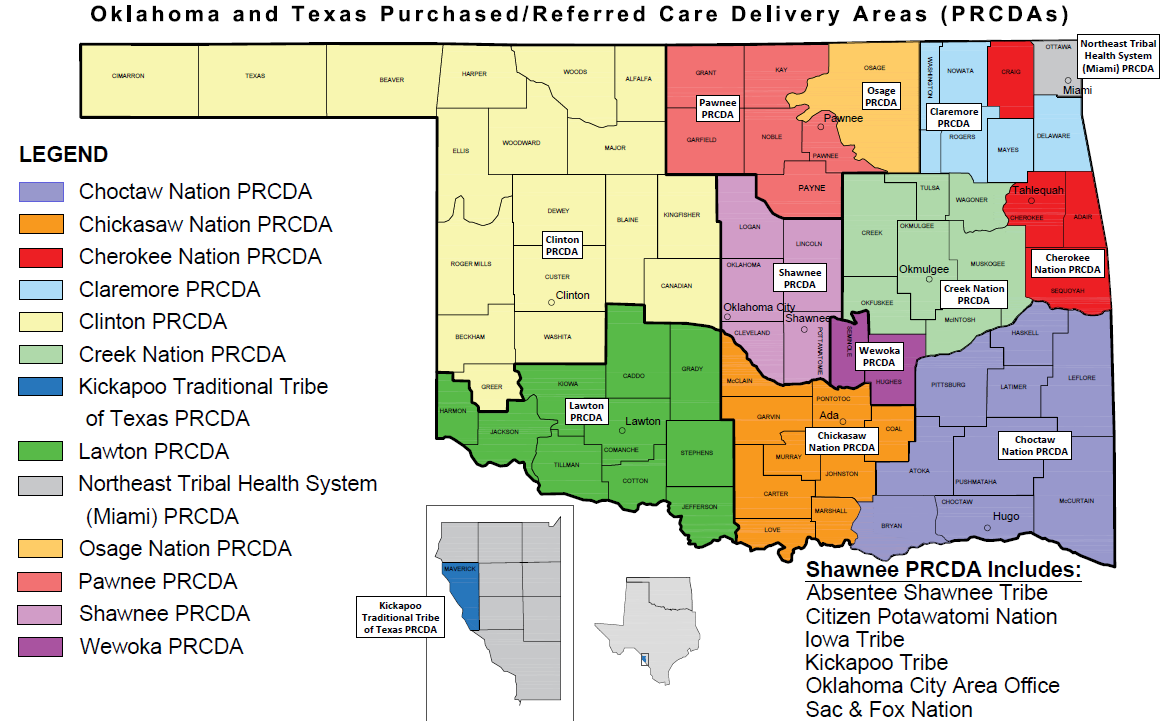 Oklahoma and Texas Purchased/Referred Care Delivery Areas (PRCDAs)
CIMARRON
TEXAS
BEAVER
HARPER
WOODS
ALFALFA
GRANT
KAY
OSAGE
WASHINGTON
NOWATA
CRAIG
OTTAWA
Northeast Tribal
Health System
(Miami) PRCDA
Miami
Pawnee
PRCDA
Osage
PRCDA
Claremore
PRCDA
Pawnee
ELLIS
WOODWARD
MAJOR
GARFIELD
NOBLE
PAWNEE
PAYNE
ROGERS
MAYES
DELAWARE
LEGEND
Choctaw Nation PRCDA
Chickasaw Nation PRCDA
Cherokee Nation PRCDA
Claremore PRCDA
Clinton PRCDA
Creek Nation PRCDA
Kickapoo Traditional Tribe
of Texas PRCDA
Lawton PRCDA
Northeast Tribal Health System
(Miami) PRCDA
Osage Nation PRCDA
Pawnee PRCDA
Shawnee PRCDA
Wewoka PRCDA
DEWEY
BLAINE
KINGFISHER
LOGAN
LINCOLN
TULSA
WAGONER
Tahlequah
CHEROKEE
ADAIR
CREEK
OKMULGEE
MUSKOGEE
Clinton
PRCDA
ROGER MILLS
CUSTER
Clinton
CANADIAN
OKLAHOMA
Shawnee
PRCDA
Okmulgee
Creek Nation
PRCDA
Cherokee
Nation PRCDA
SEQUOYAH
Oklahoma City
Shawnee
OKFUSKEE
McINTOSH
BECKHAM
WASHITA
CLEVELAND
POTTAWATOMIE
SEMINOLE
Wewoka
PRCDA
HUGHES
HASKELL
GREER
KIOWA
CADDO
GRADY
McCLAIN
PITTSBURG
LATIMER
LEFLORE
HARMON
JACKSON
Lawton
PRCDA
Lawton
GARVIN
PONTOTOC
Ada
COAL
Chickasaw
Nation PRCDA
Choctaw
Nation PRCDA
TILLMAN
COMANCHE
COTTON
STEPHENS
MURRAY
JOHNSTON
ATOKA
PUSHMATAHA
JEFFERSON
CARTER
MARSHALL
LOVE
BRYAN
CHOCTAW
Hugo
McCURTAIN
MAVERICK
Kickapoo
Traditional Tribe
of Texas PRCDA
Shawnee PRCDA Includes:
Absentee Shawnee Tribe
Citizen Potawatomi Nation
Iowa Tribe
Kickapoo Tribe
Oklahoma City Area Office
Sac & Fox Nation